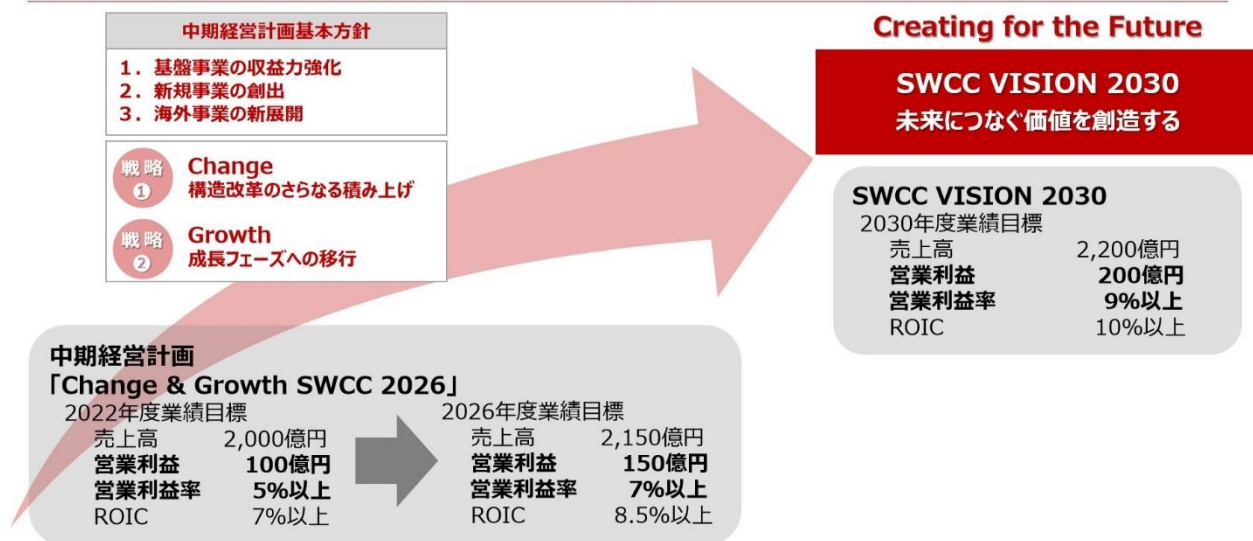 中期経営計画基本方針
1．基盤事業の収益力強化
2．新規事業の創出
3．海外事業の新展開
戦略
❶
Change
構造改革のさらなる積み上げ
戦略
❷
Growth
成長フェーズへの移行
Creating for the Future
SWCC VISION 2030
未来につなぐ価値を創造する
SWCC VISION 2030
2030年度業績目標
売上高 2,200億円
営業利益 200億円
営業利益率 9%以上
ROIC 10%以上
中期経営計画
「Change & Growth SWCC 2026」
2022年度業績目標
売上高 2,000億円
営業利益 100億円
営業利益率 5%以上
ROIC 7%以上
2026年度業績目標
売上高 2,150億円
営業利益 150億円
営業利益率 7%以上
ROIC 8.5%以上